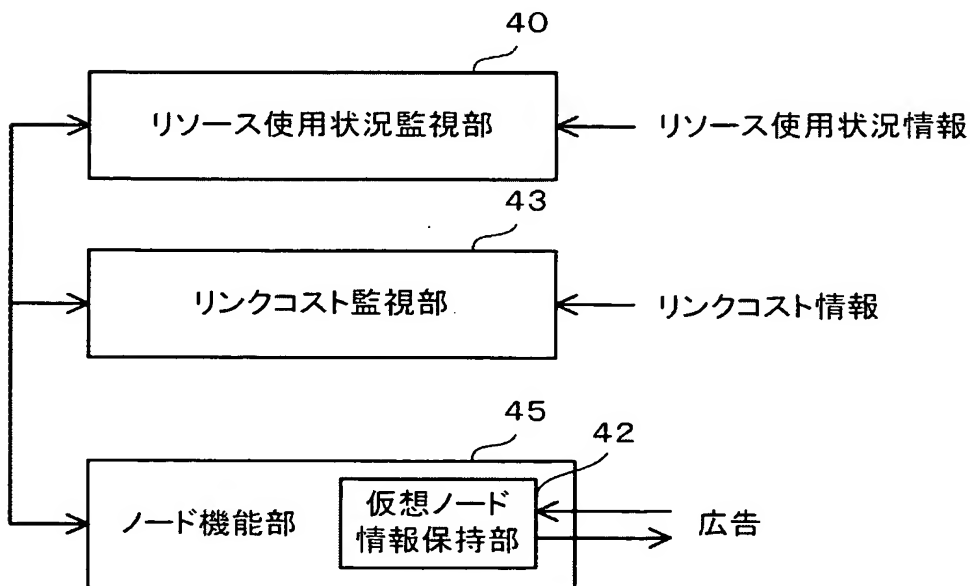 40
リソース使用状況監視部
リソース使用状況情報
43
リンクコスト監視部
リンクコスト情報
45
42
ノード機能部
仮想ノード
情報保持部
広告